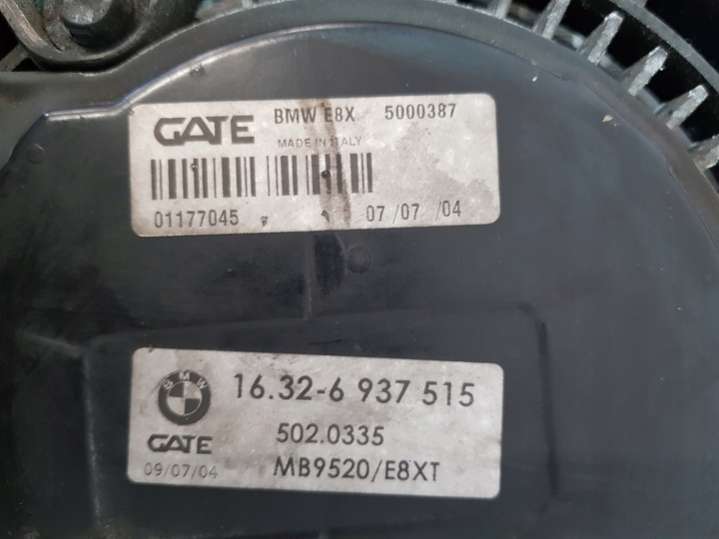 GATE BMW E8X 5000387
MADE IN ITALY
01177045 07/07/04
BMW
16.32-6 937 515
GATE 502.0335
09/07/04 MB9520/E8XT